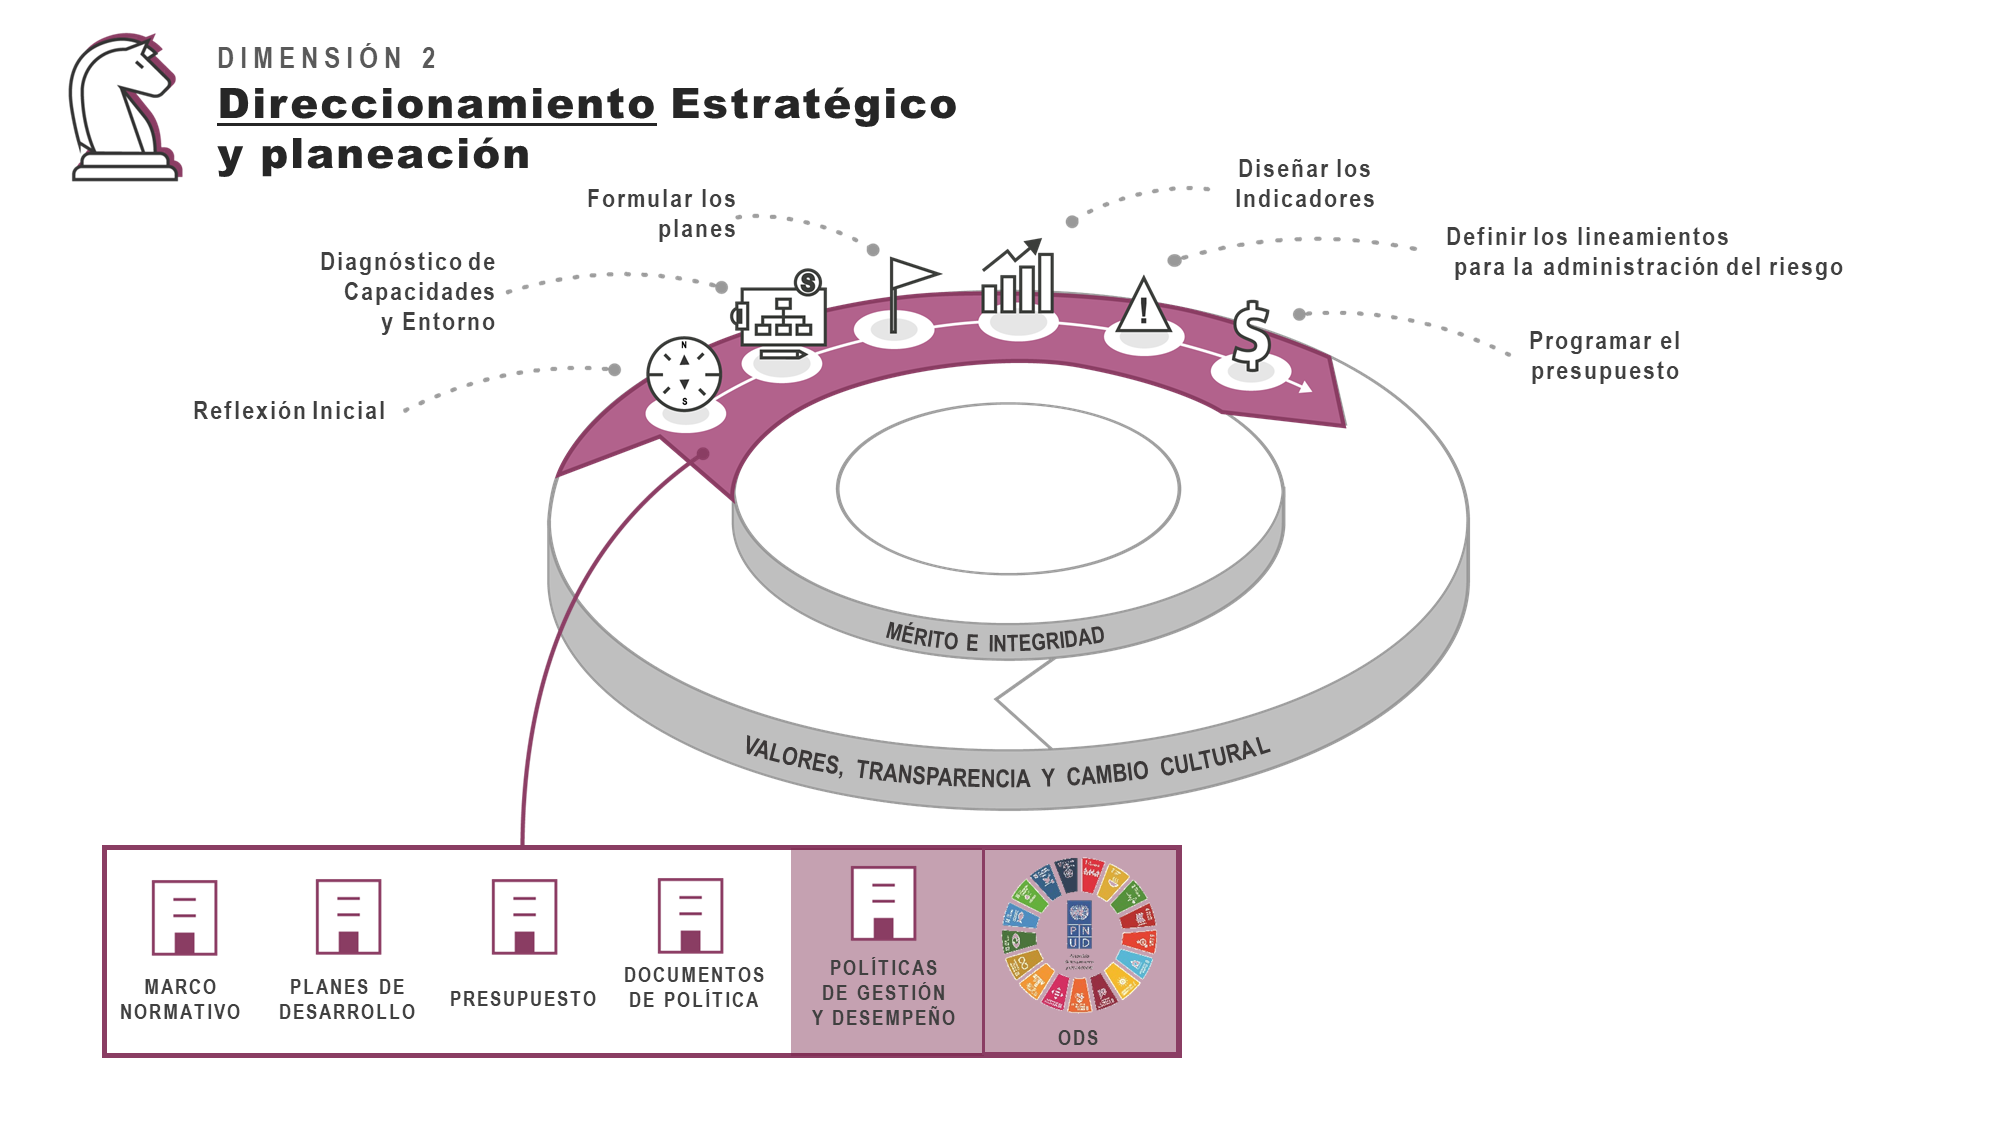 DIMENSIÓN 2
Direccionamiento Estratégico
y planeación
Diseñar los
Indicadores
Formular los
planes
Definir los lineamientos
para la administración del riesgo
Diagnóstico de
Capacidades
y Entorno
Programar el
presupuesto
Reflexión Inicial
N
S
S
!
$
MÉRITO E INTEGRIDAD
VALORES, TRANSPARENCIA Y CAMBIO CULTURAL
MARCO
NORMATIVO
PLANES DE
DESARROLLO
PRESUPUESTO
DOCUMENTOS
DE POLÍTICA
POLÍTICAS
DE GESTIÓN
Y DESEMPEÑO
P N
U D
ODS